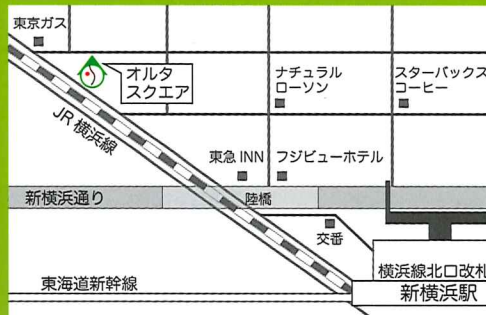 東京ガス
オルタ
スクエア
ナチュラル
ローソン
スターバックス
コーヒー
JR横浜線
東急 INN
フジビューホテル
新横浜通り
陸橋
交番
横浜線北口改札
東海道新幹線
新横浜駅